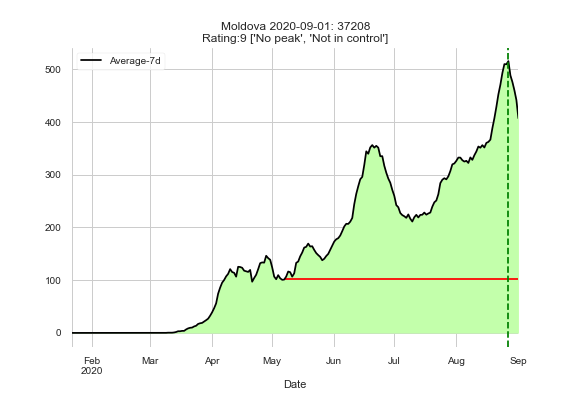 Moldova 2020-09-01: 37208
Rating:9 ['No peak', 'Not in control']
Average-7d
500
400
300
200
100
0
Feb Mar Apr May Jun Jul Aug Sep
2020
Date